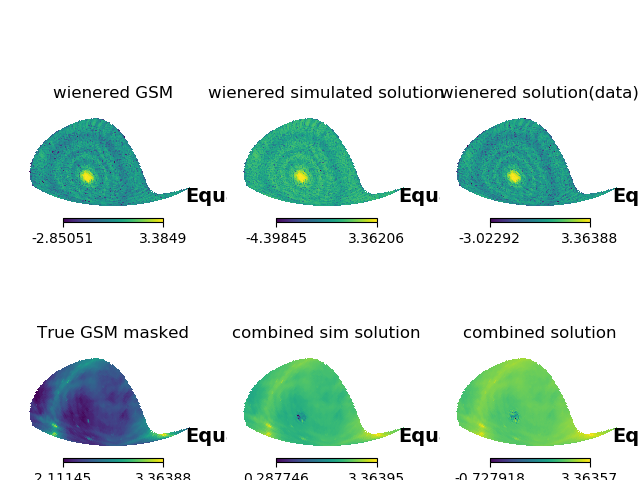 wienered GSM
wienered simulated solution
wienered solution(data)
Equ
Equ
Eq
-2.85051 3.3849
-4.39845 3.36206
-3.02292 3.36388
True GSM masked
combined sim solution
combined solution
Equ
Equ
Eq
2.11145 3.36388
0.287746 3.36395
-0.727918 3.36357